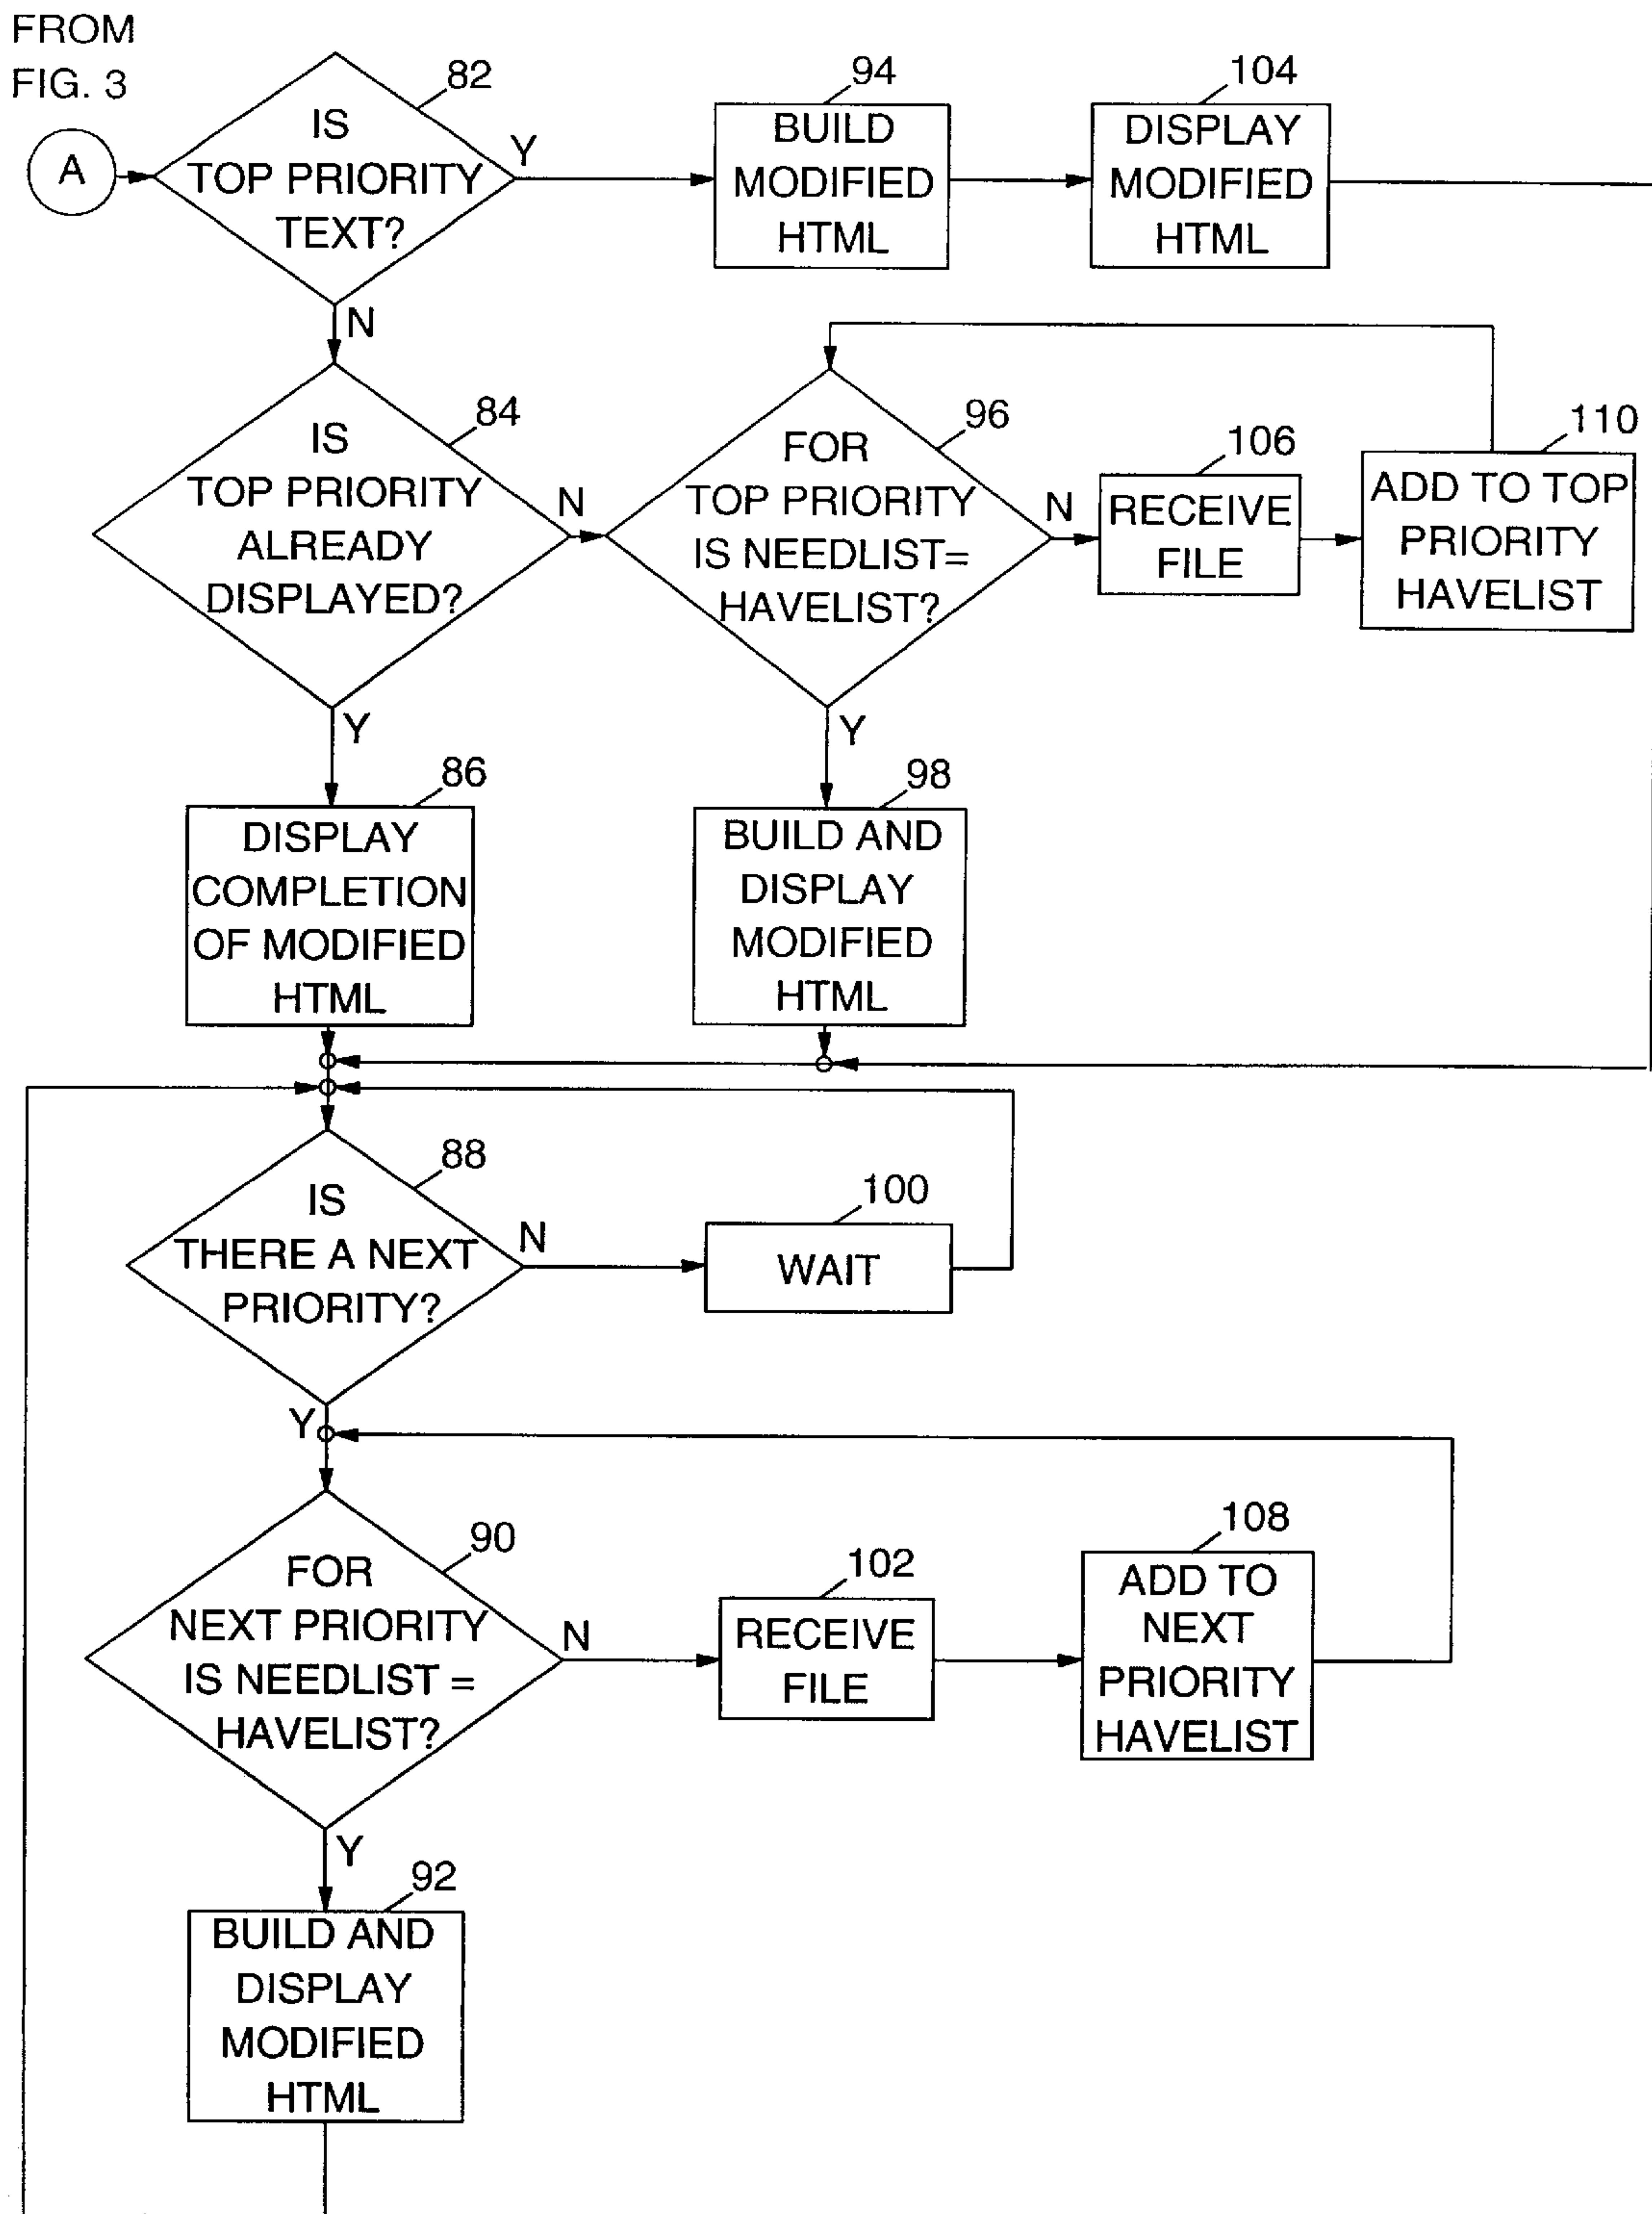 FROM
FIG. 3
A
82
IS
TOP PRIORITY
TEXT?
Y
N
94
BUILD
MODIFIED
HTML
104
DISPLAY
MODIFIED
HTML
84
IS
TOP PRIORITY
ALREADY
DISPLAYED?
N
Y
96
FOR
TOP PRIORITY
IS NEEDLIST=
HAVELIST?
N
Y
106
RECEIVE
FILE
110
ADD TO TOP
PRIORITY
HAVELIST
86
DISPLAY
COMPLETION
OF MODIFIED
HTML
98
BUILD AND
DISPLAY
MODIFIED
HTML
88
IS
THERE A NEXT
PRIORITY?
N
Y
100
WAIT
90
FOR
NEXT PRIORITY
IS NEEDLIST =
HAVELIST?
N
Y
102
RECEIVE
FILE
108
ADD TO
NEXT
PRIORITY
HAVELIST
92
BUILD AND
DISPLAY
MODIFIED
HTML